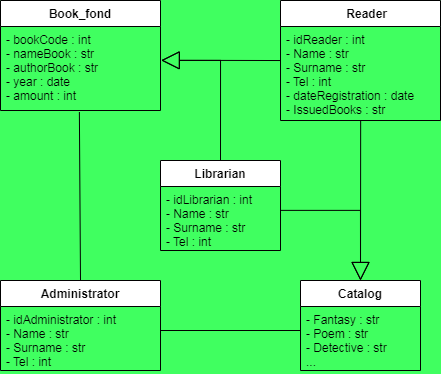 Book_fond
- bookCode : int
- nameBook : str
- authorBook : str
- year : date
- amount : int
Reader
- idReader : int
- Name : str
- Surname : str
- Tel : int
- dateRegistration : date
- IssuedBooks : str
Librarian
- idLibrarian : int
- Name : str
- Surname : str
- Tel : int
Administrator
- idAdministrator : int
- Name : str
- Surname : str
- Tel : int
Catalog
- Fantasy : str
- Poem : str
- Detective : str
...